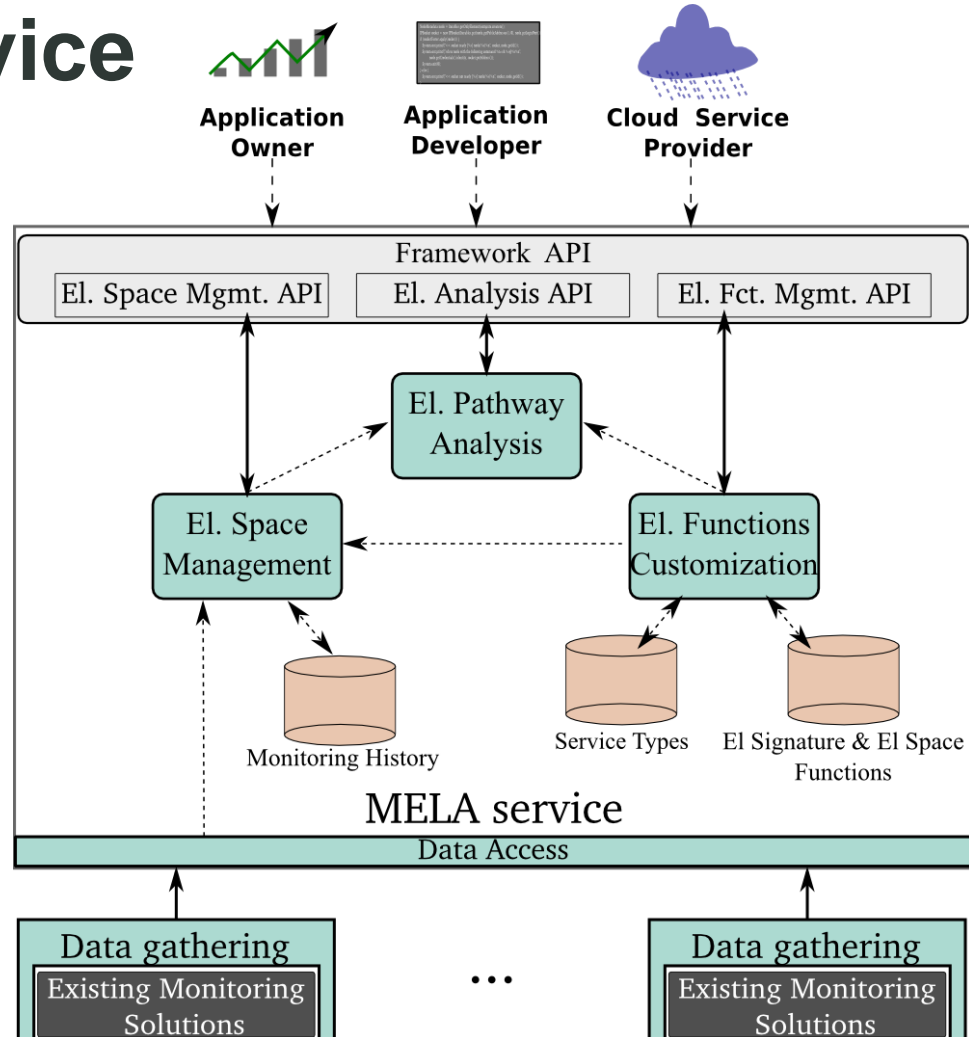 vice
Application
Owner
Application
Developer
Cloud Service
Provider
Framework API
El. Space Mgmt. API
El. Analysis API
El. Fct. Mgmt. API
El. Pathway
Analysis
El. Space
Management
El. Functions
Customization
Monitoring History
Service Types
El Signature & El Space
Functions
MELA service
Data Access
Data gathering
Existing Monitoring
Solutions
...
Data gathering
Existing Monitoring
Solutions